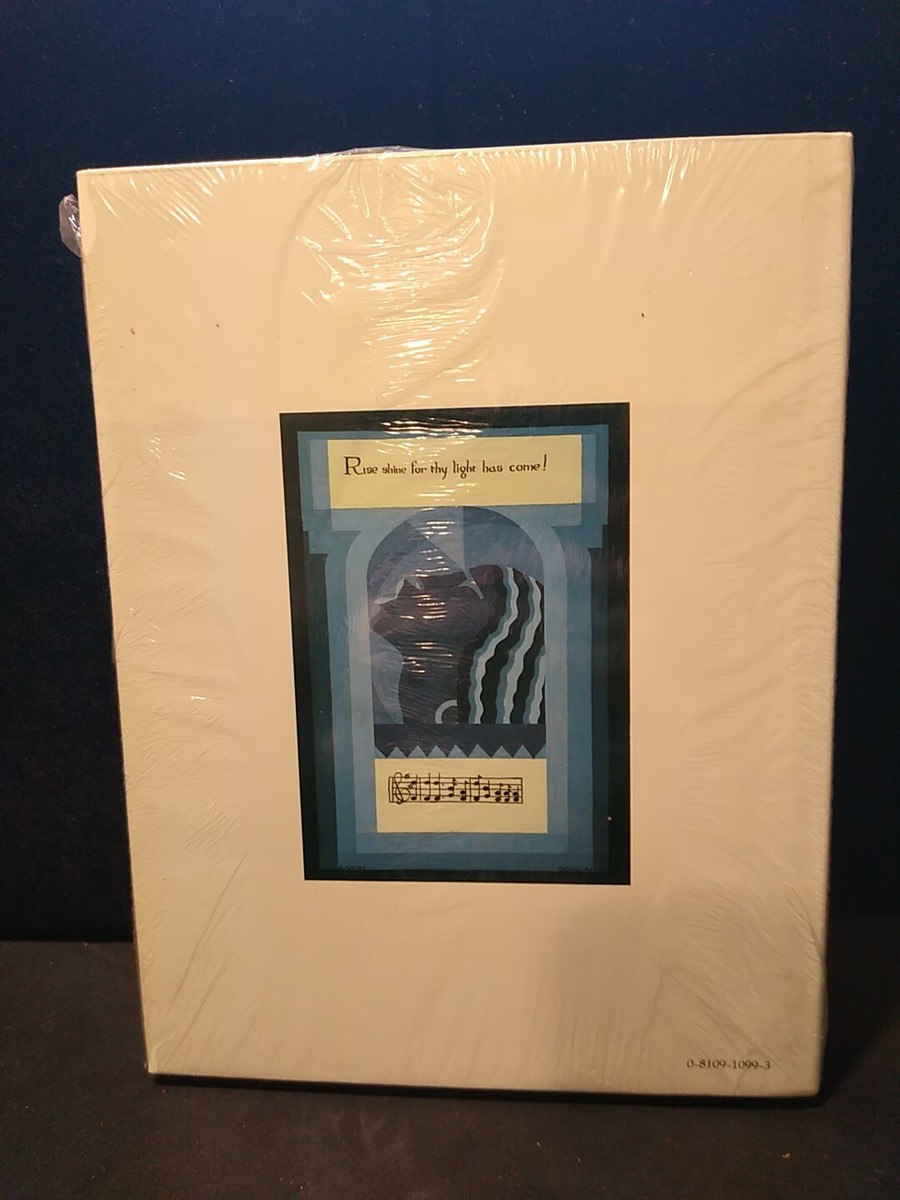 Rise shine for thy light has come!
0-8109-1099-3